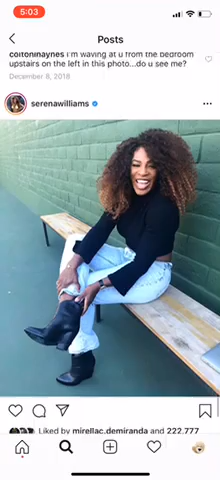 5:03
Posts
coltonlhaynes I'm waving at u from the bedroom
upstairs on the left in this photo...do u see me?
December 8, 2018
serenawilliams
Liked by mirellac.demiranda and 222,777